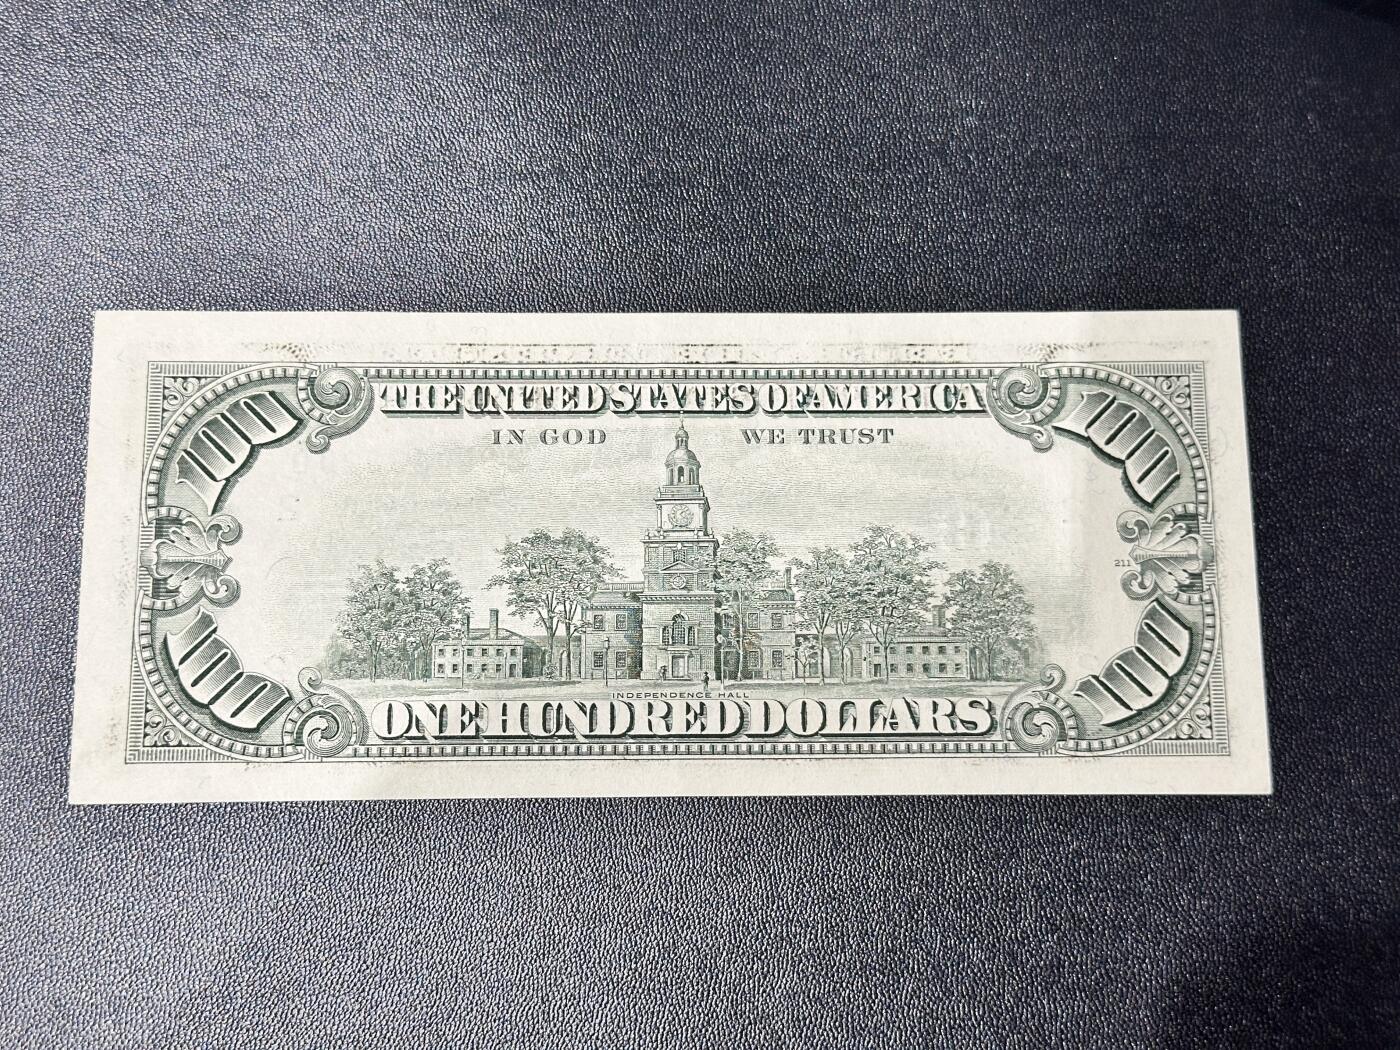 THE UNITED STATES OF AMERICA
100
100
IN GOD WE TRUST
211
INDEPENDENCE HALL
100
100
ONE HUNDRED DOLLARS